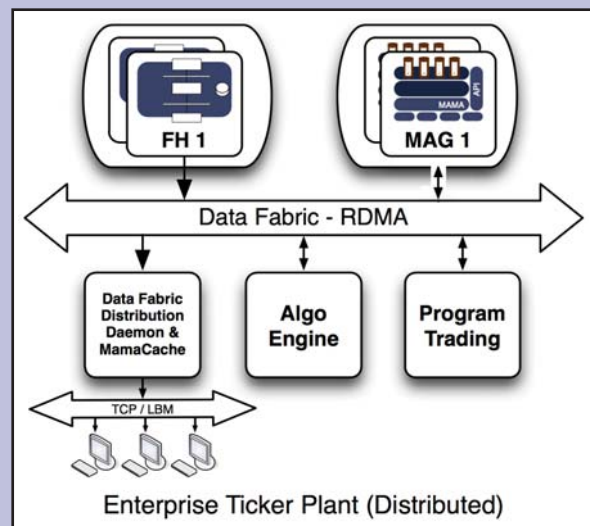 MAMA
API
FH 1
MAG 1
Data Fabric - RDMA
Data Fabric
Distribution
Daemon &
MamaCache
Algo
Engine
Program
Trading
TCP / LBM
Enterprise Ticker Plant (Distributed)